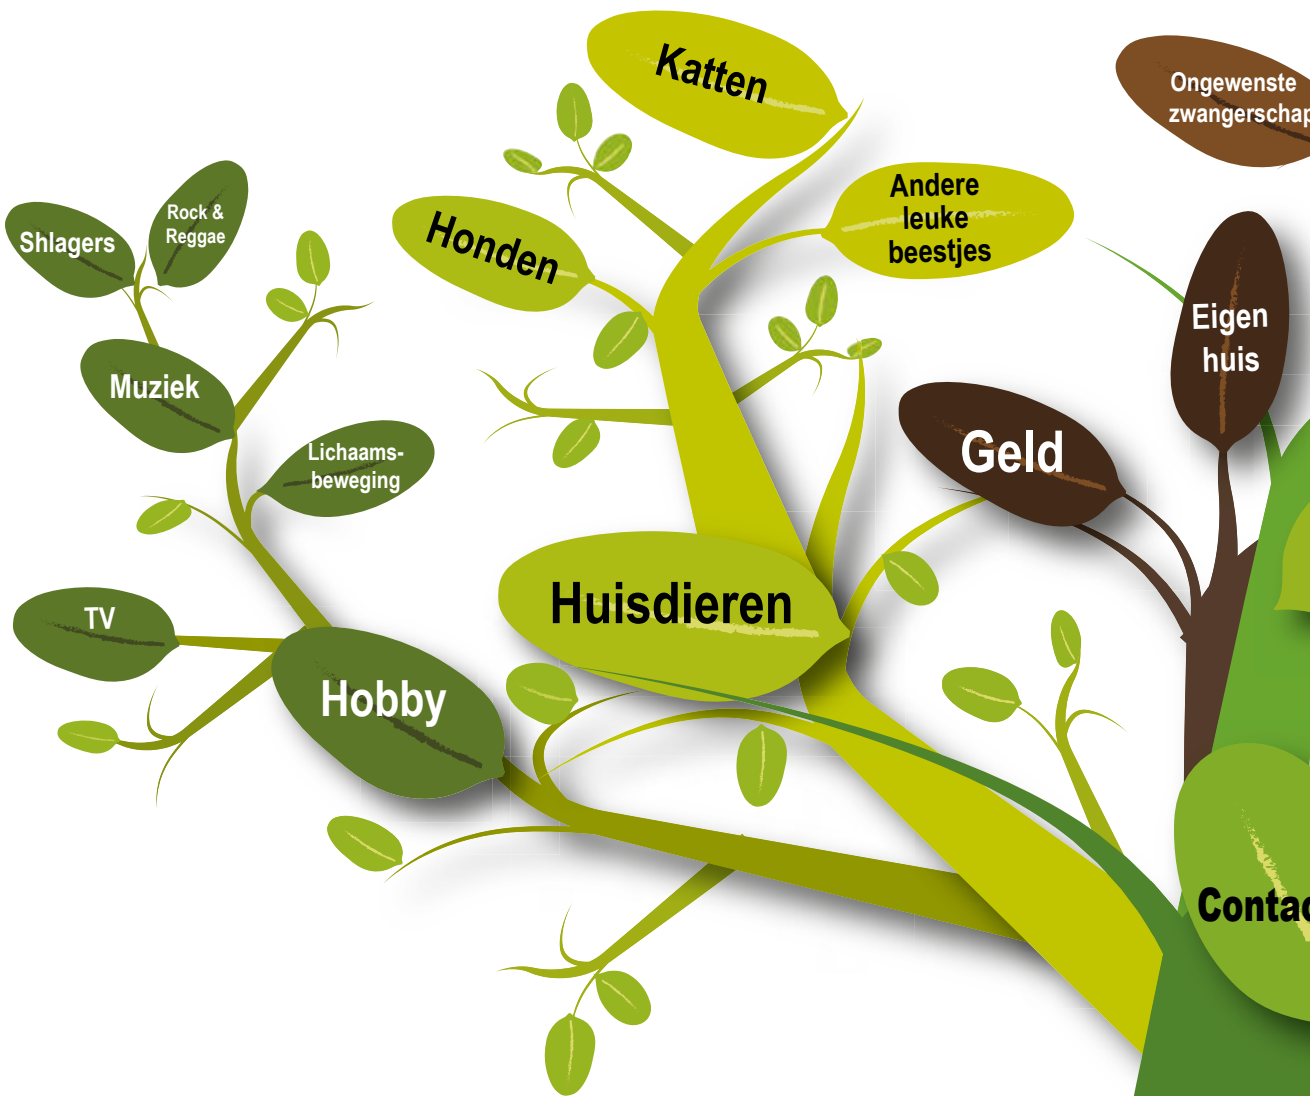 Katten
Ongewenste
zwangerschap
Honden
Andere
leuke
beestjes
Rock &
Reggae
Shlagers
Eigen
huis
Muziek
Geld
Lichaams-
beweging
Huisdieren
TV
Hobby
Contac